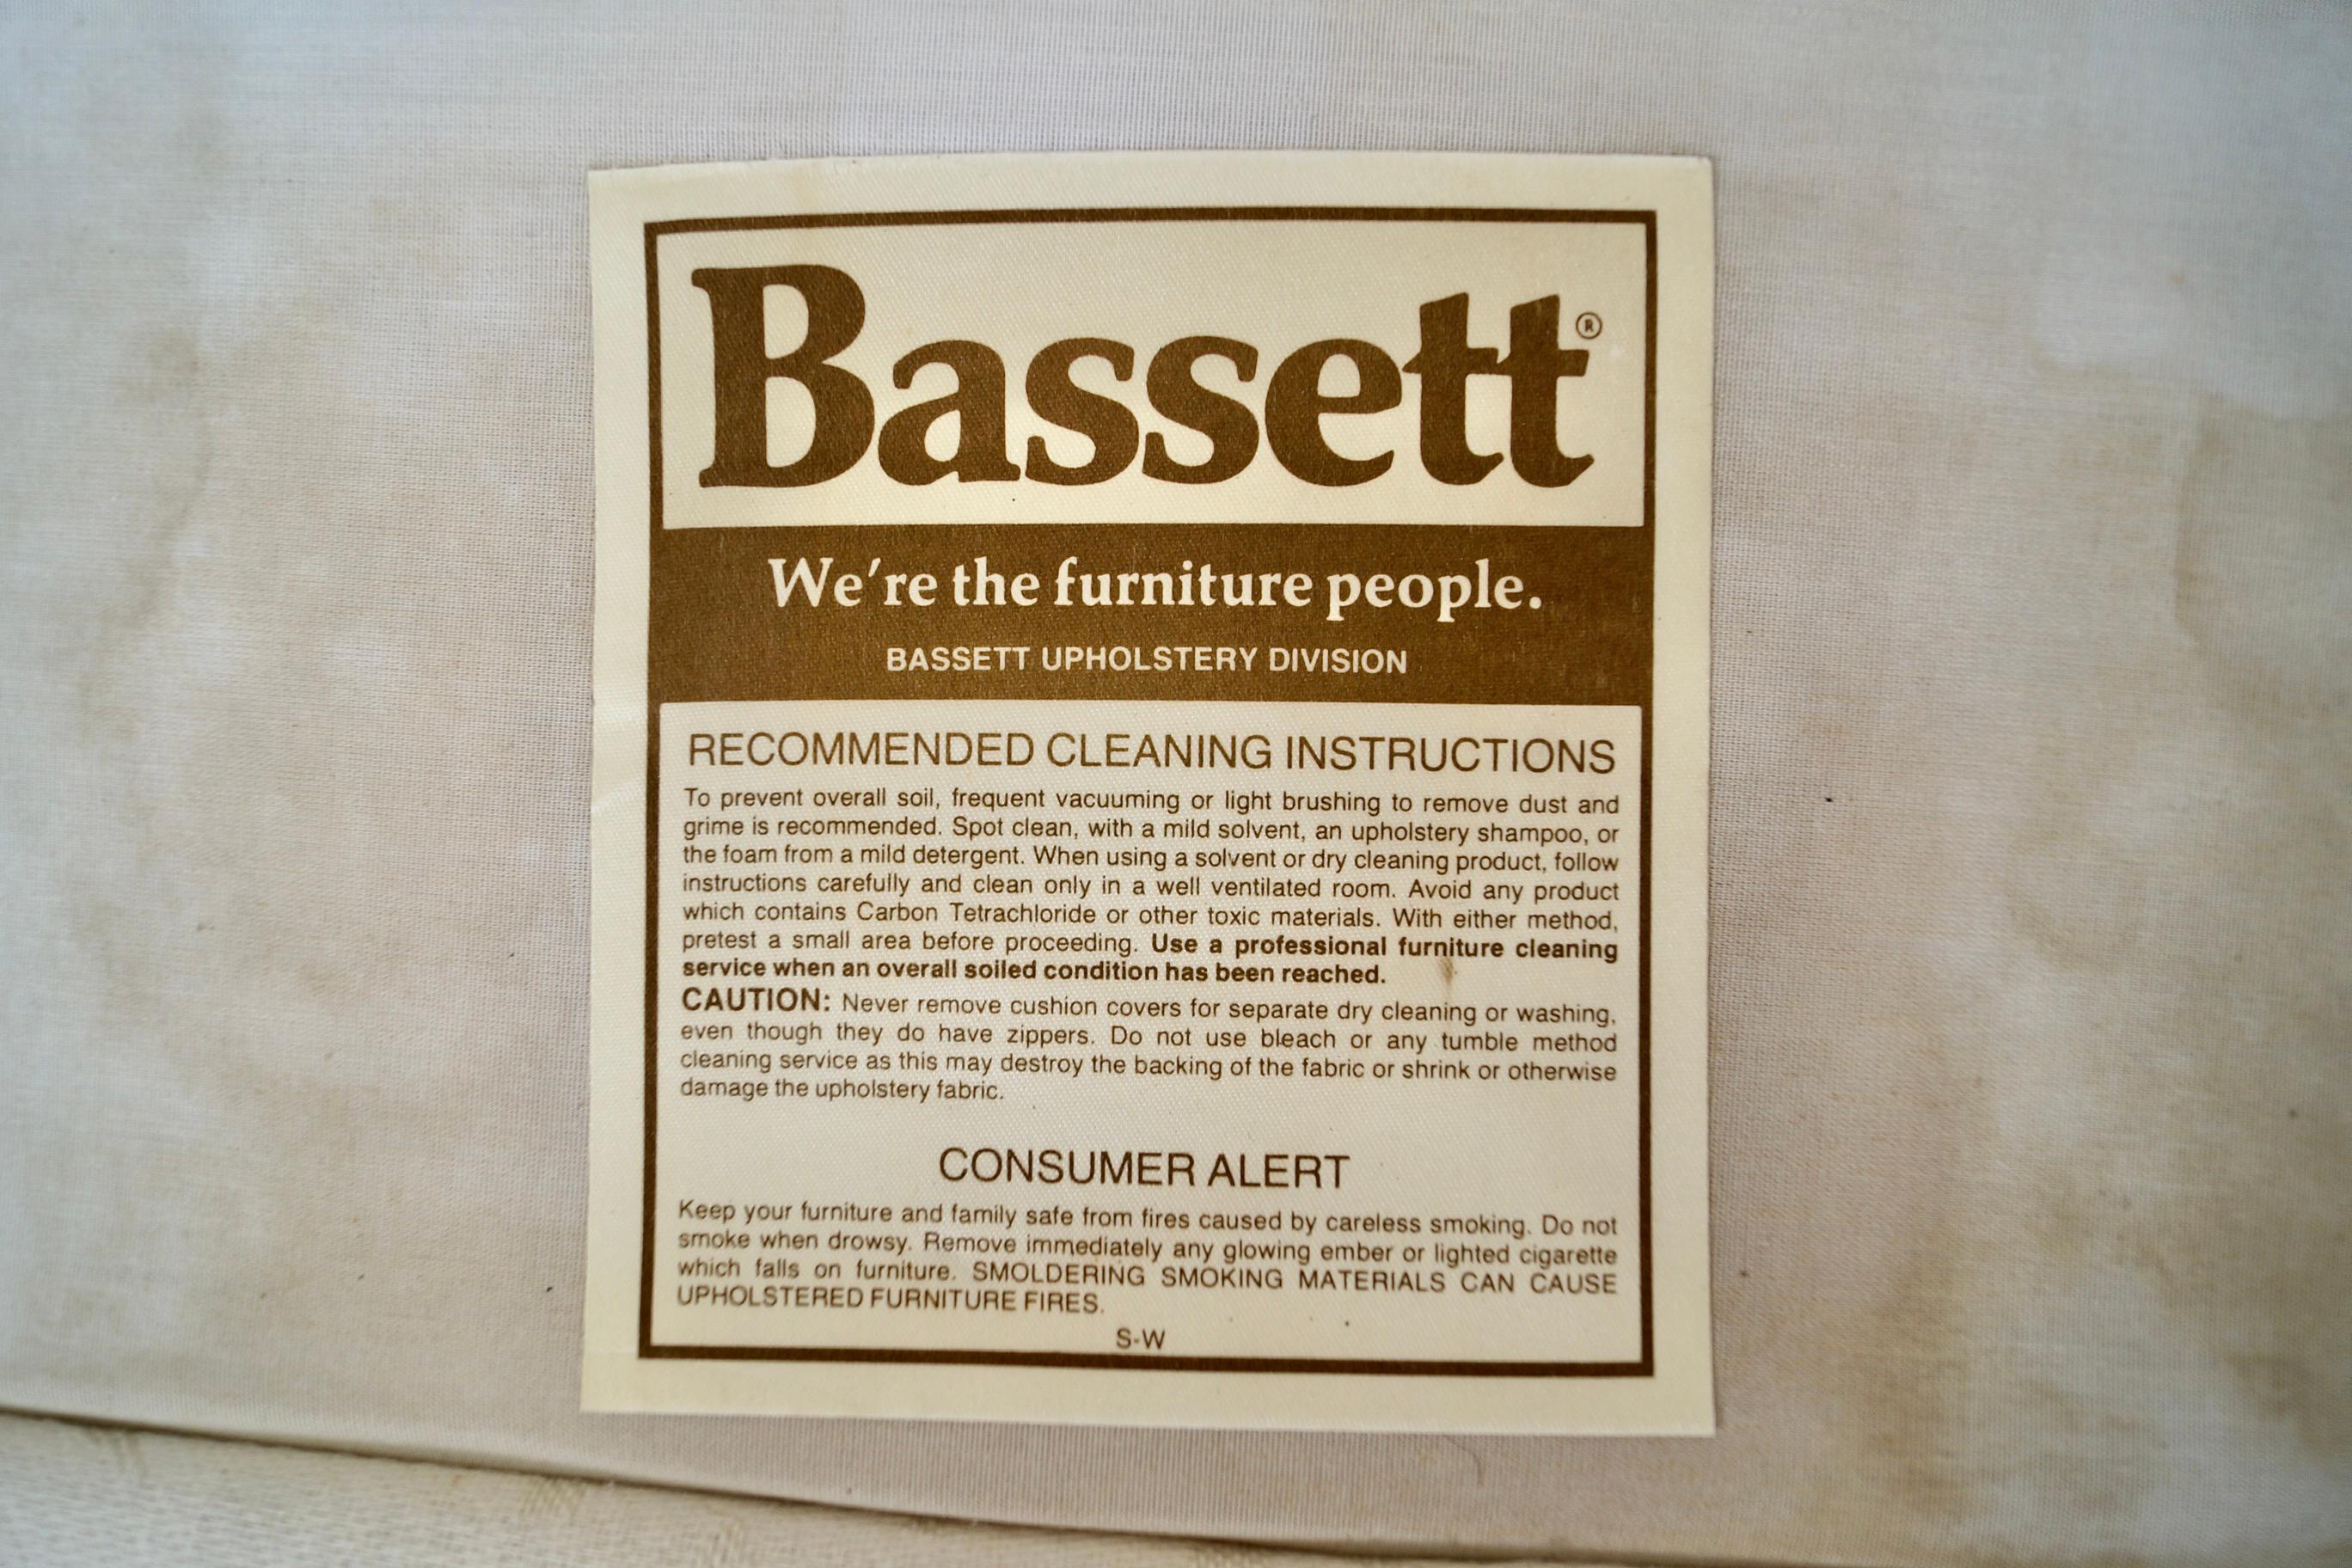 Bassett®
We're the furniture people.
BASSETT UPHOLSTERY DIVISION
RECOMMENDED CLEANING INSTRUCTIONS
To prevent overall soil, frequent vacuuming or light brushing to remove dust and
grime is recommended. Spot clean, with a mild solvent, an upholstery shampoo, or
the foam from a mild detergent. When using a solvent or dry cleaning product, follow
instructions carefully and clean only in a well ventilated room. Avoid any product
which contains Carbon Tetrachloride or other toxic materials. With either method,
pretest a small area before proceeding. Use a professional furniture cleaning
service when an overall soiled condition has been reached.
CAUTION: Never remove cushion covers for separate dry cleaning or washing,
even though they do have zippers. Do not use bleach or any tumble method
cleaning service as this may destroy the backing of the fabric or shrink or otherwise
damage the upholstery fabric.
CONSUMER ALERT
Keep your furniture and family safe from fires caused by careless smoking. Do not
smoke when drowsy. Remove immediately any glowing ember or lighted cigarette
which falls on furniture. SMOLDERING SMOKING MATERIALS CAN CAUSE
UPHOLSTERED FURNITURE FIRES.
S-W